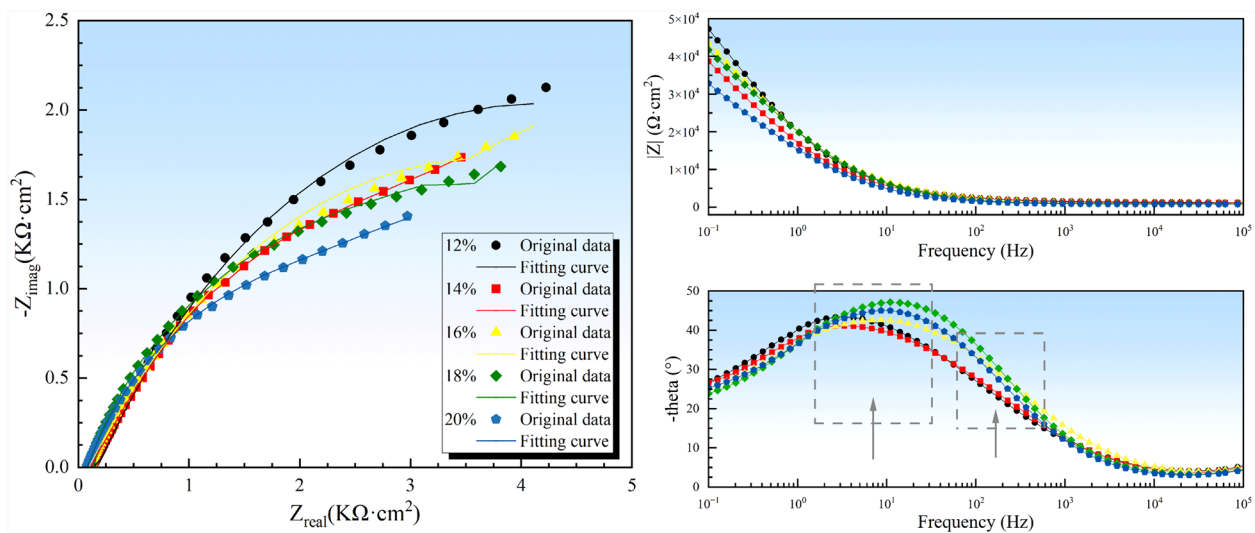 2.5
2.0
1.5
1.0
0.5
0.0
-Z_imag(KΩ·cm²)
0 1 2 3 4 5
Z_real(KΩ·cm²)
12% Original data
Fitting curve
14% Original data
Fitting curve
16% Original data
Fitting curve
18% Original data
Fitting curve
20% Original data
Fitting curve
5×10⁴
4×10⁴
3×10⁴
2×10⁴
1×10⁴
0
|Z| (Ω·cm²)
10⁻¹ 10⁰ 10¹ 10² 10³ 10⁴ 10⁵
Frequency (Hz)
50
40
30
20
10
0
-theta (°)
10⁻¹ 10⁰ 10¹ 10² 10³ 10⁴ 10⁵
Frequency (Hz)